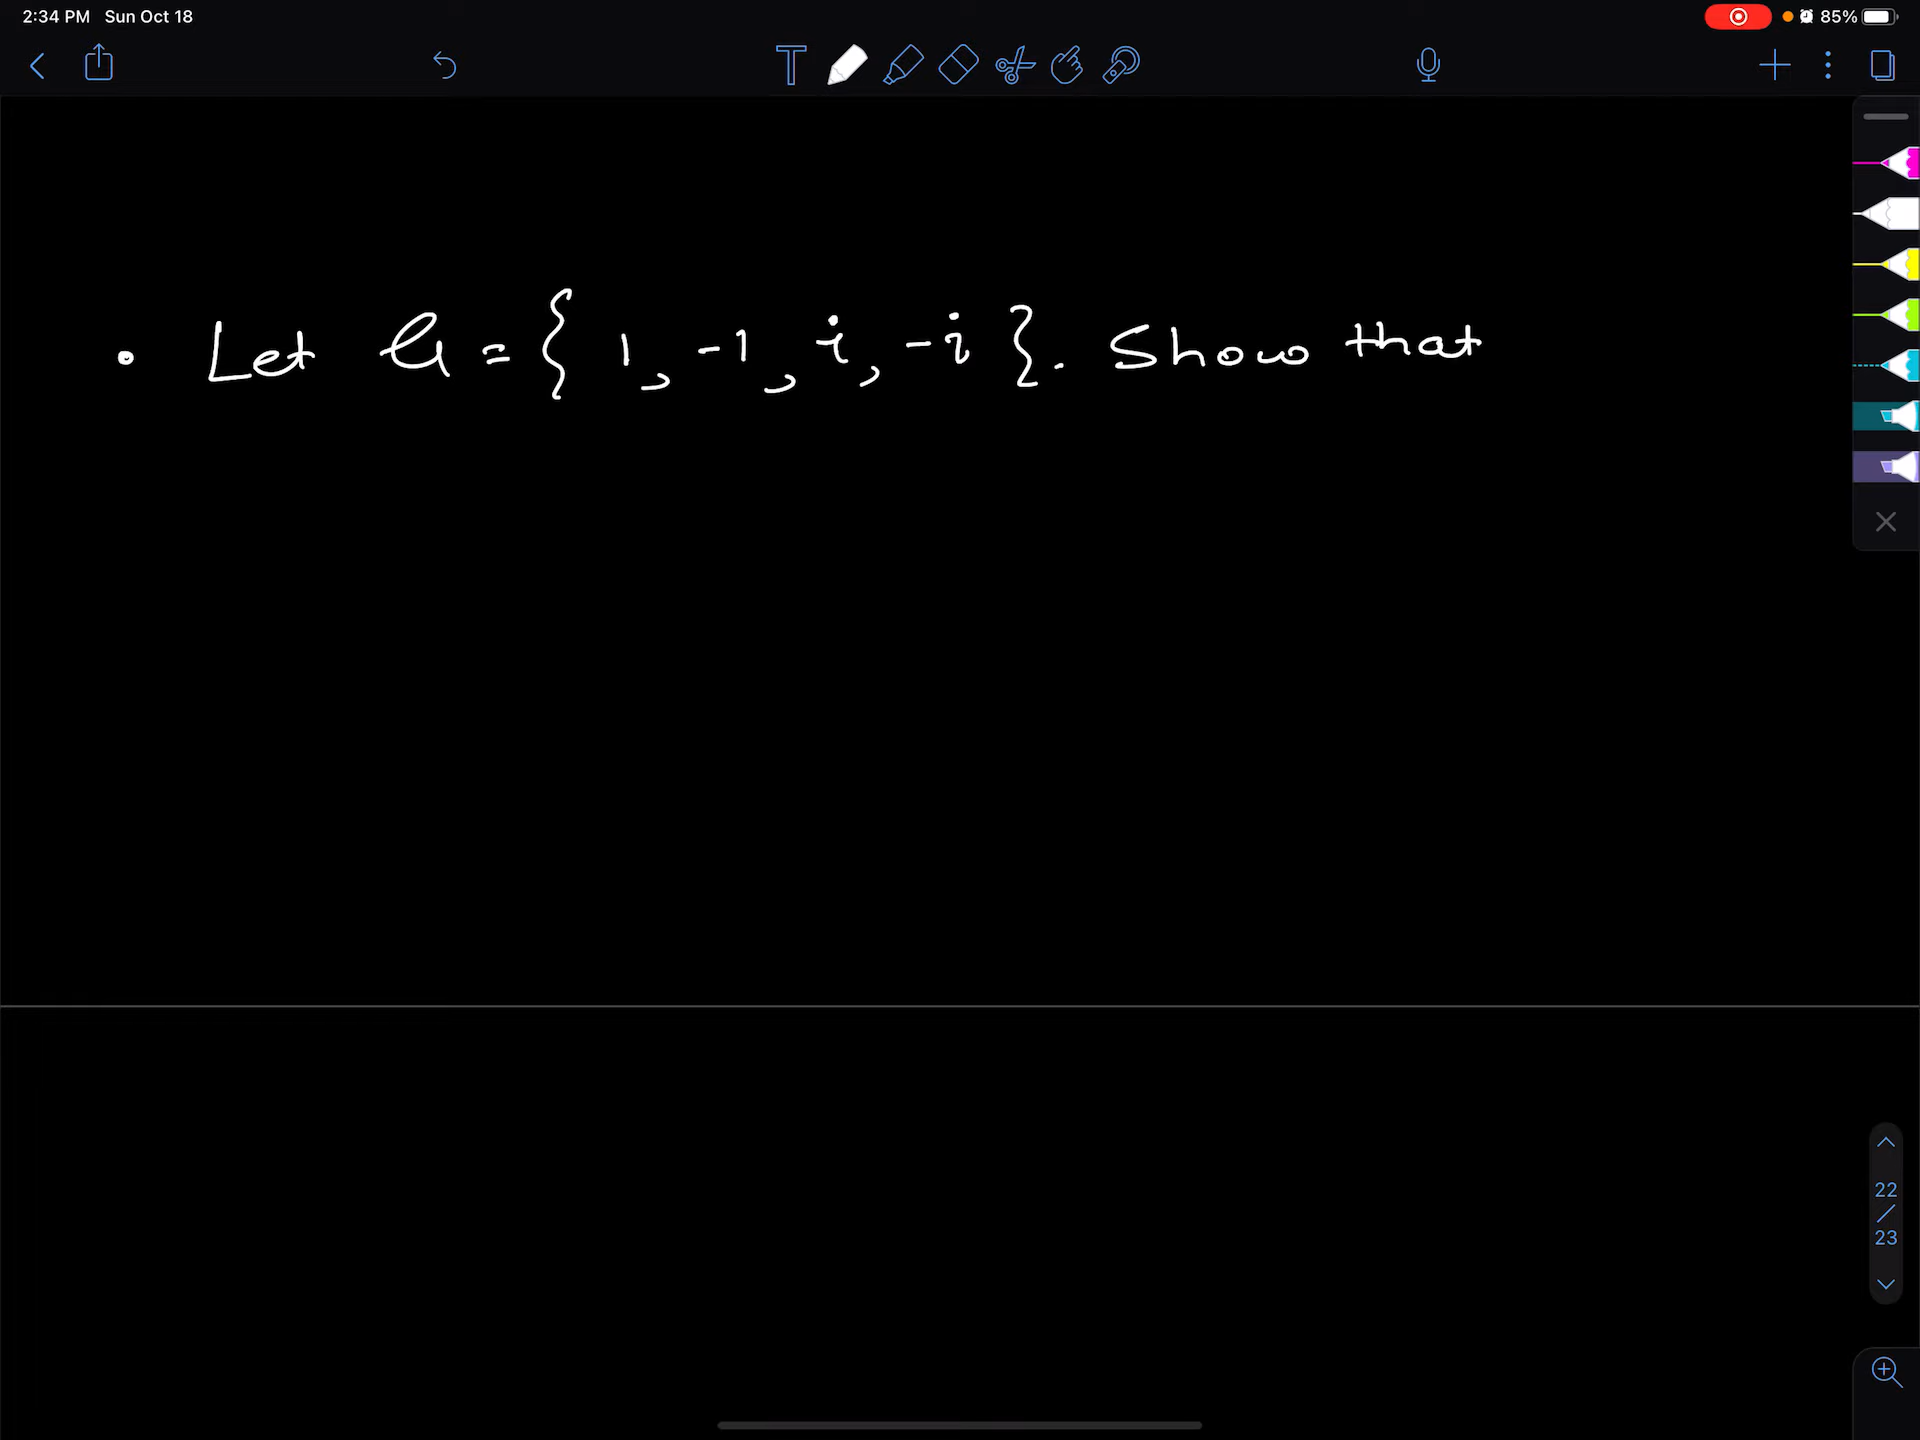 2:34 PM Sun Oct 18
85%
T
• Let G = { 1, -1, i, -i }. Show that
22
/
23